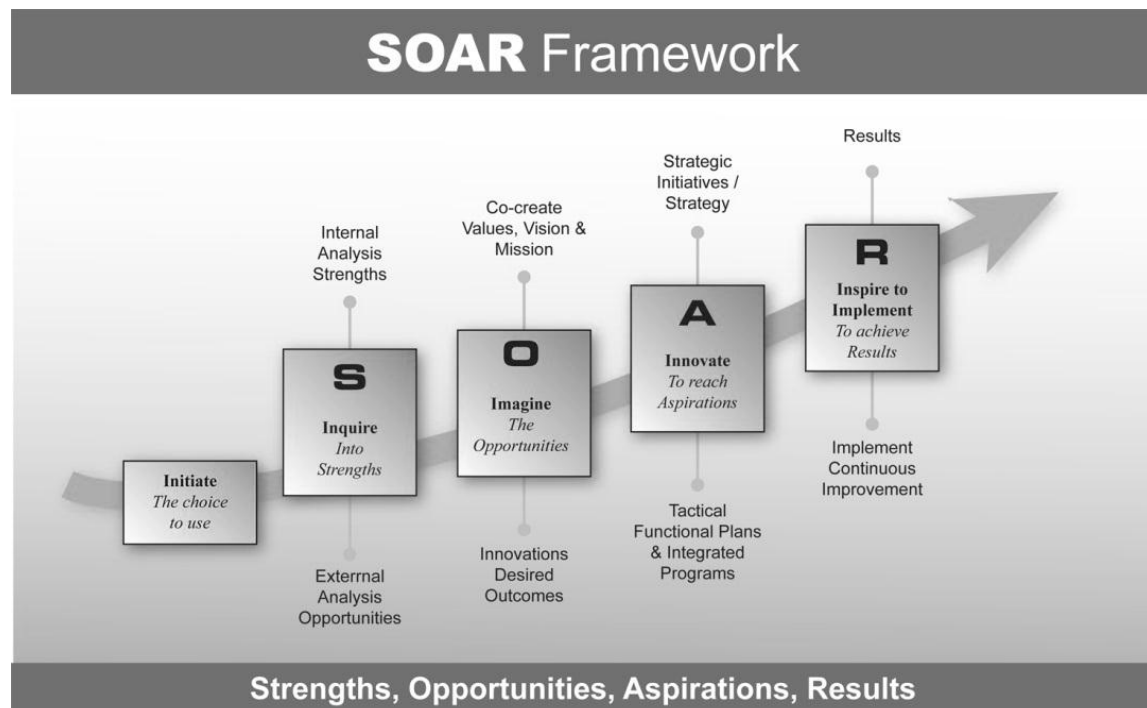 SOAR Framework
Initiate
The choice
to use
Internal
Analysis
Strengths
S
Inquire
Into
Strengths
Exterrnal
Analysis
Opportunities
Co-create
Values, Vision &
Mission
O
Imagine
The
Opportunities
Innovations
Desired
Outcomes
Strategic
Initiatives /
Strategy
A
Innovate
To reach
Aspirations
Tactical
Functional Plans
& Integrated
Programs
Results
R
Inspire to
Implement
To achieve
Results
Implement
Continuous
Improvement
Strengths, Opportunities, Aspirations, Results